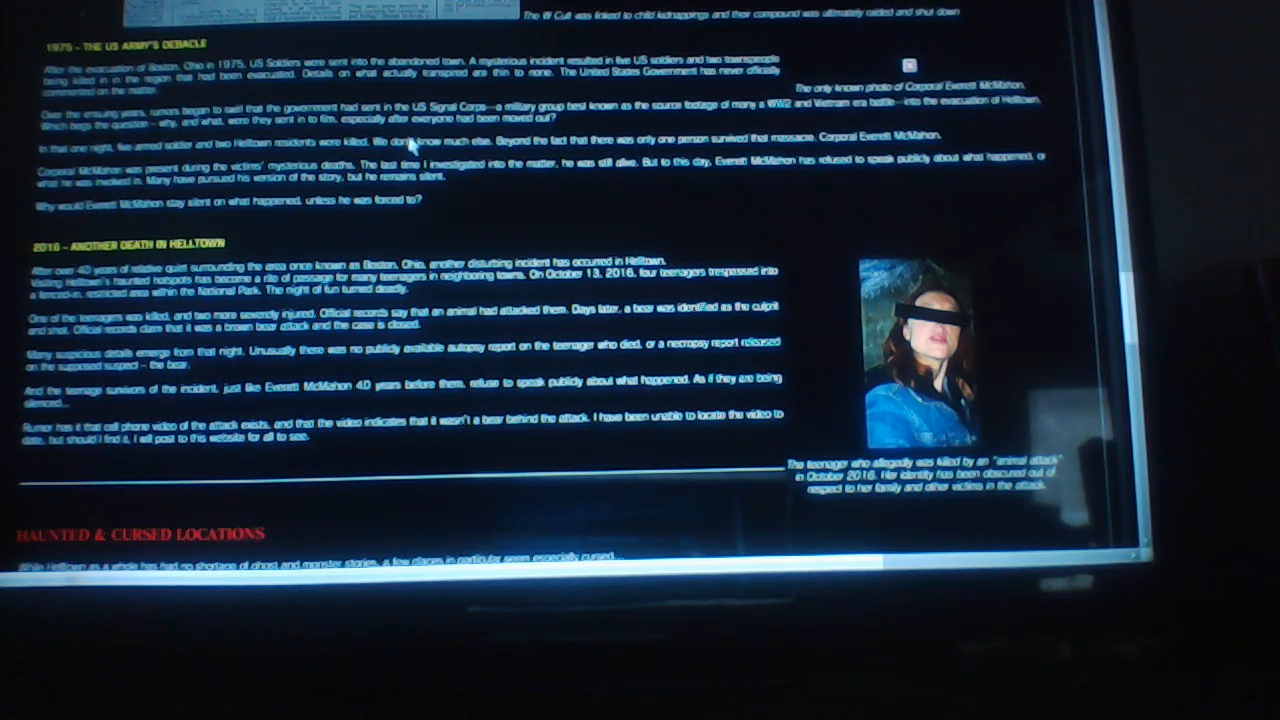 The W Cult was linked to child kidnappings and their compound was ultimately raided and shut down
1975 - THE US ARMY'S DEBACLE
After the evacuation of Boston, Ohio in 1975, US Soldiers were sent into the abandoned town. A mysterious incident resulted in five US soldiers and two townspeople
being killed in in the region that had been evacuated. Details on what actually transpired are thin to none. The United States Government has never officially
commented on the matter.
The only known photo of Corporal Everett McMahon.
Over the ensuing years, rumors began to said that the government had sent in the US Signal Corps--a military group best known as the source footage of many a WW2 and Vietnam era battle--into the evacuation of Helltown.
Which begs the question - why, and what, were they sent in to film, especially after everyone had been moved out?
In that one night, five armed soldier and two Helltown residents were killed. We don't know much else. Beyond the fact that there was only one person survived that massacre. Corporal Everett McMahon.
Corporal McMahon was present during the victims' mysterious deaths. The last time I investigated into the matter, he was still alive. But to this day, Everett McMahon has refused to speak publicly about what happened, or
what he was involved in. Many have pursued his version of the story, but he remains silent.
Why would Everett McMahon stay silent on what happened, unless he was forced to?
2016 - ANOTHER DEATH IN HELLTOWN
After over 40 years of relative quiet surrounding the area once known as Boston, Ohio, another disturbing incident has occurred in Helltown.
Visiting Helltown's haunted hotspots has become a rite of passage for many teenagers in neighboring towns. On October 13, 2016, four teenagers trespassed into
a fenced-in, restricted area within the National Park. The night of fun turned deadly.
One of the teenagers was killed, and two more severely injured. Official records say that an animal had attacked them. Days later, a bear was identified as the culprit
and shot. Official records claim that it was a brown bear attack and the case is closed.
Many suspicious details emerge from that night. Unusually there was no publicly available autopsy report on the teenager who died, or a necropsy report released
on the supposed suspect - the bear.
And the teenage survivors of the incident, just like Everett McMahon 40 years before them, refuse to speak publicly about what happened. As if they are being
silenced...
Rumor has it that cell phone video of the attack exists, and that the video indicates that it wasn't a bear behind the attack. I have been unable to locate the video to
date, but should I find it, I will post to this website for all to see.
The teenager who allegedly was killed by an "animal attack"
in October 2016. Her identity has been obscured out of
respect to her family and other victims in the attack.
HAUNTED & CURSED LOCATIONS
While Helltown as a whole has had no shortage of ghost and monster stories, a few places in particular seem especially cursed...